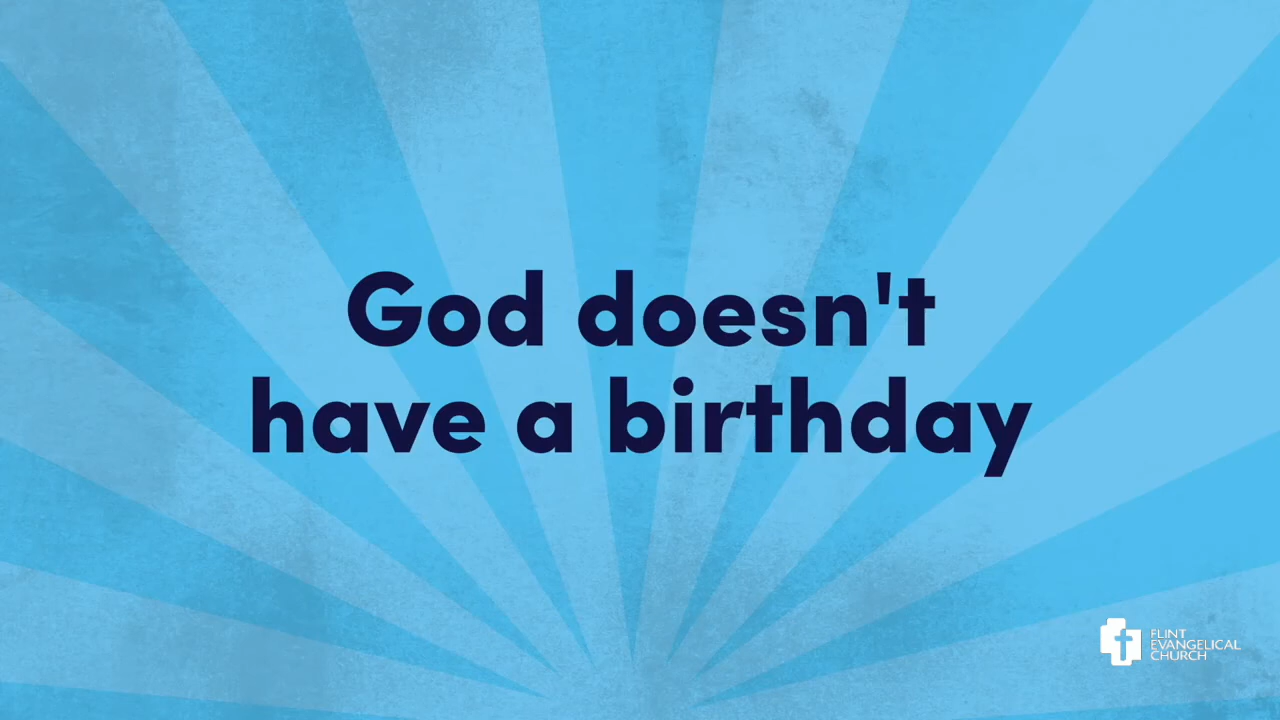 God doesn't
have a birthday
FLINT
EVANGELICAL
CHURCH